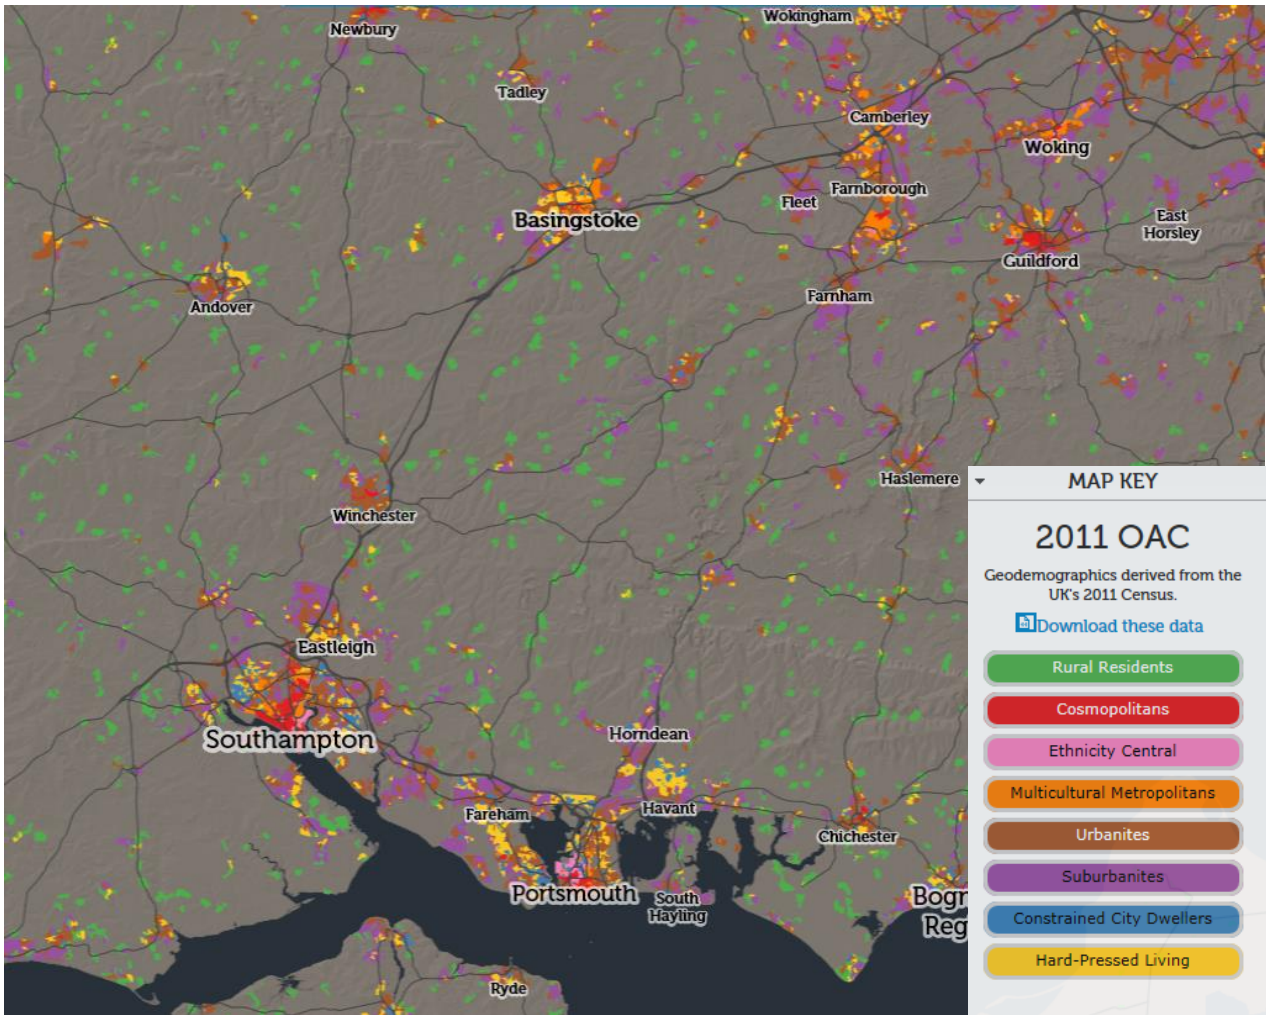 Newbury
Wokingham
Tadley
Camberley
Woking
Basingstoke
Fleet
Farnborough
East
Horsley
Guildford
Andover
Farnham
Haslemere
Winchester
Eastleigh
Southampton
Horndean
Fareham
Havant
Chichester
Portsmouth
South
Hayling
Bogn
Reg
Ryde
MAP KEY
2011 OAC
Geodemographics derived from the
UK's 2011 Census.
Download these data
Rural Residents
Cosmopolitans
Ethnicity Central
Multicultural Metropolitans
Urbanites
Suburbanites
Constrained City Dwellers
Hard-Pressed Living